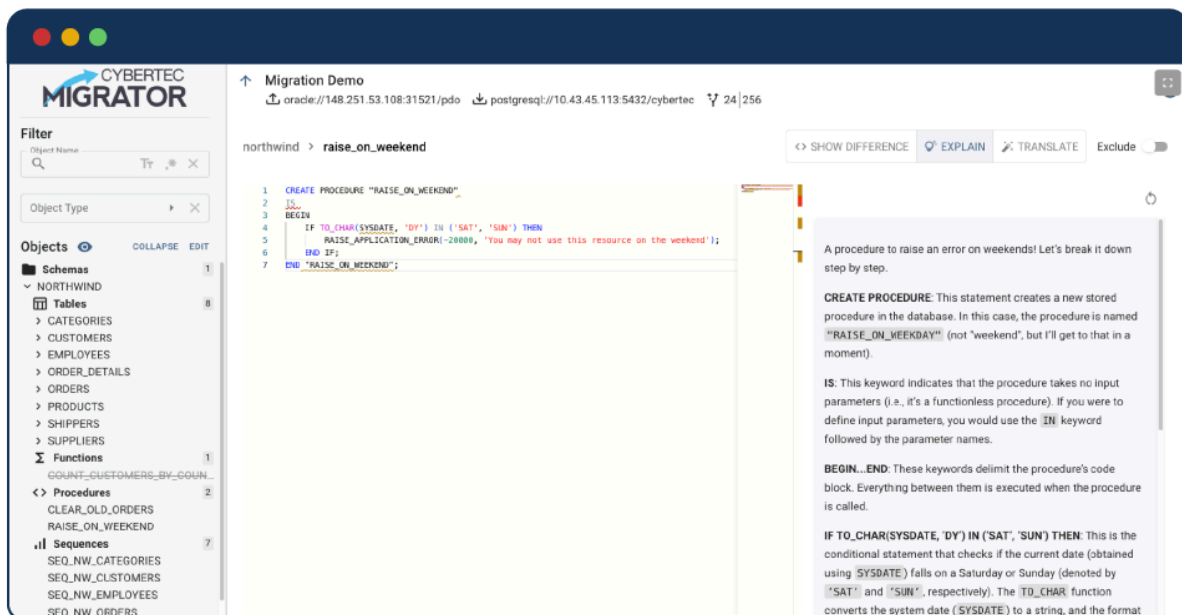 CYBERTEC
MIGRATOR
Migration Demo
oracle://148.251.53.108:31521/pdo postgresql://10.43.45.113:5432/cybertec 24|256
Filter
Object Name
Object Type
Objects COLLAPSE EDIT
Schemas 1
NORTHWIND
Tables 8
CATEGORIES
CUSTOMERS
EMPLOYEES
ORDER_DETAILS
ORDERS
PRODUCTS
SHIPPERS
SUPPLIERS
Functions 1
COUNT_CUSTOMERS_BY_COUN...
Procedures 2
CLEAR_OLD_ORDERS
RAISE_ON_WEEKEND
Sequences 7
SEQ_NW_CATEGORIES
SEQ_NW_CUSTOMERS
SEQ_NW_EMPLOYEES
SEQ_NW_ORDERS
northwind > raise_on_weekend
<> SHOW DIFFERENCE EXPLAIN TRANSLATE Exclude
1 CREATE PROCEDURE "RAISE_ON_WEEKEND"
2 IS
3 BEGIN
4 IF TO_CHAR(SYSDATE, 'DY') IN ('SAT', 'SUN') THEN
5 RAISE_APPLICATION_ERROR(-20000, 'You may not use this resource on the weekend');
6 END IF;
7 END "RAISE_ON_WEEKEND";
A procedure to raise an error on weekends! Let's break it down
step by step.
CREATE PROCEDURE: This statement creates a new stored
procedure in the database. In this case, the procedure is named
"RAISE_ON_WEEKDAY" (not "weekend", but I'll get to that in a
moment).
IS: This keyword indicates that the procedure takes no input
parameters (i.e., it's a functionless procedure). If you were to
define input parameters, you would use the IN keyword
followed by the parameter names.
BEGIN...END: These keywords delimit the procedure's code
block. Everything between them is executed when the procedure
is called.
IF TO_CHAR(SYSDATE, 'DY') IN ('SAT', 'SUN') THEN: This is the
conditional statement that checks if the current date (obtained
using SYSDATE) falls on a Saturday or Sunday (denoted by
'SAT' and 'SUN', respectively). The TO_CHAR function
converts the system date (SYSDATE) to a string, and the format